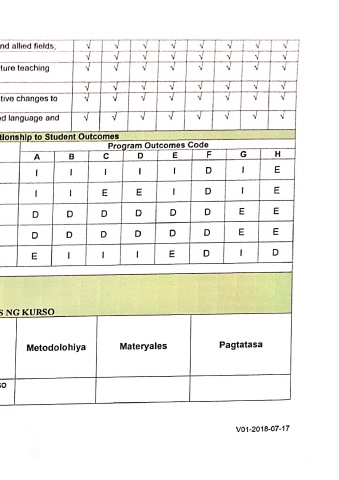 nd allied fields, √ √ √ √ √ √ √ √
√ √ √ √ √ √ √ √
ture teaching √ √ √ √ √ √ √ √
√ √ √ √ √ √ √ √
tive changes to √ √ √ √ √ √ √ √
ed language and √ √ √ √ √ √ √ √
tionship to Student Outcomes
Program Outcomes Code
A B C D E F G H
I I I I I D I E
I I E E I D I E
D D D D D D E E
D D D D D D E E
E I I I E D I D
S NG KURSO
Metodolohiya Materyales Pagtatasa
SO
V01-2018-07-17